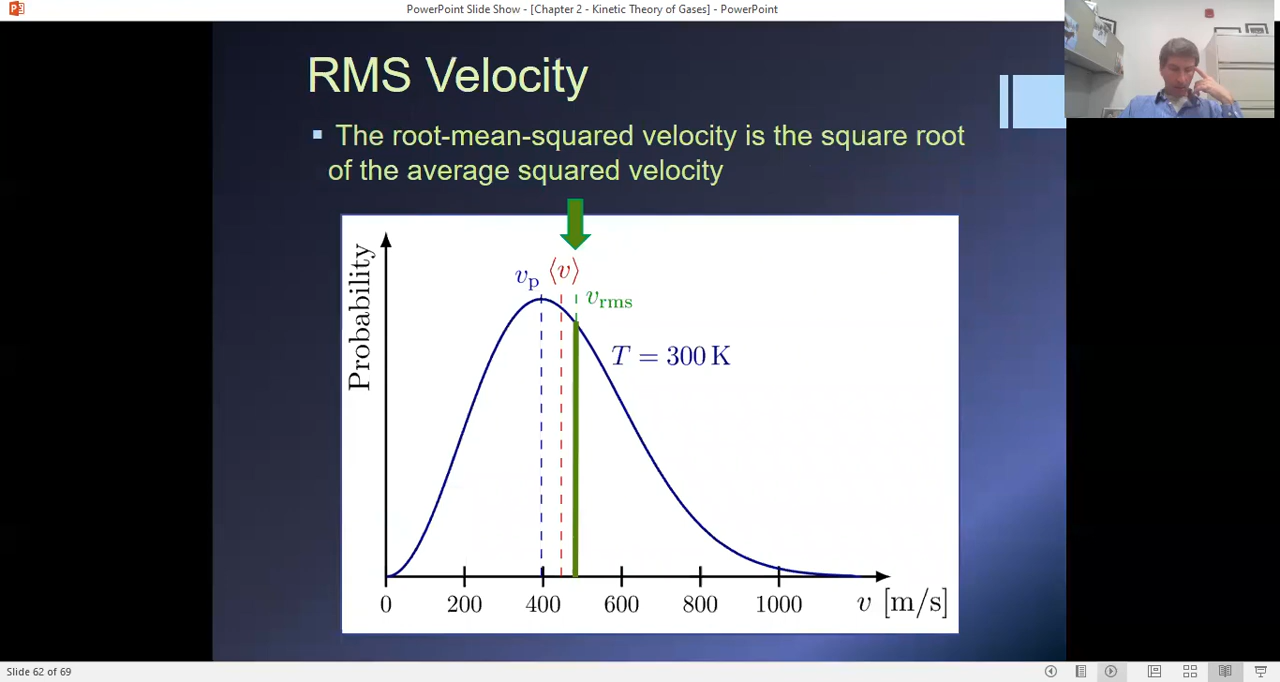 PowerPoint Slide Show - [Chapter 2 - Kinetic Theory of Gases] - PowerPoint
RMS Velocity
▪ The root-mean-squared velocity is the square root
of the average squared velocity
Probability
v_p ⟨v⟩
v_rms
T = 300 K
0 200 400 600 800 1000 v [m/s]
Slide 62 of 69